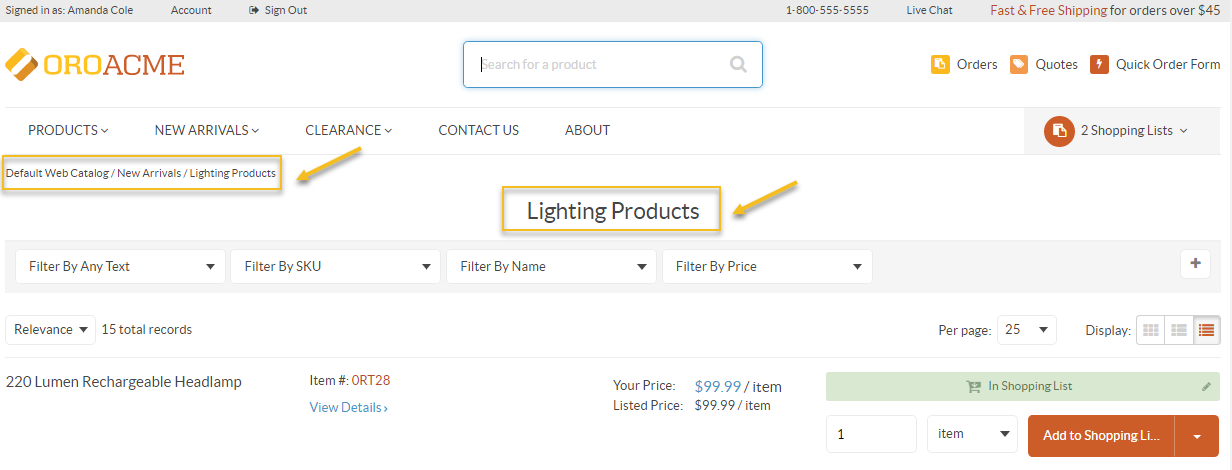 Signed in as: Amanda Cole Account Sign Out 1-800-555-5555 Live Chat Fast & Free Shipping for orders over $45
OROACME Search for a product Orders Quotes Quick Order Form
PRODUCTS NEW ARRIVALS CLEARANCE CONTACT US ABOUT 2 Shopping Lists
Default Web Catalog / New Arrivals / Lighting Products
Lighting Products
Filter By Any Text Filter By SKU Filter By Name Filter By Price +
Relevance 15 total records Per page: 25 Display:
220 Lumen Rechargeable Headlamp Item #: 0RT28 Your Price: $99.99 / item In Shopping List
View Details › Listed Price: $99.99 / item
1 item Add to Shopping Li...